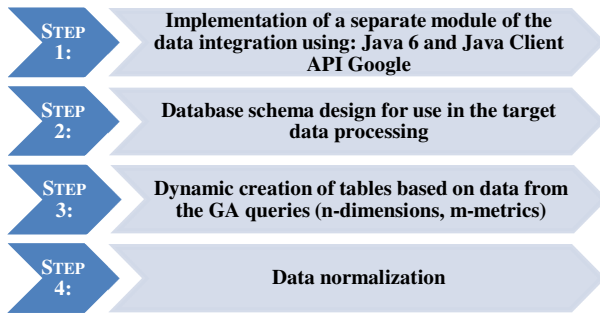 STEP
1:
Implementation of a separate module of the
data integration using: Java 6 and Java Client
API Google
STEP
2:
Database schema design for use in the target
data processing
STEP
3:
Dynamic creation of tables based on data from
the GA queries (n-dimensions, m-metrics)
STEP
4:
Data normalization